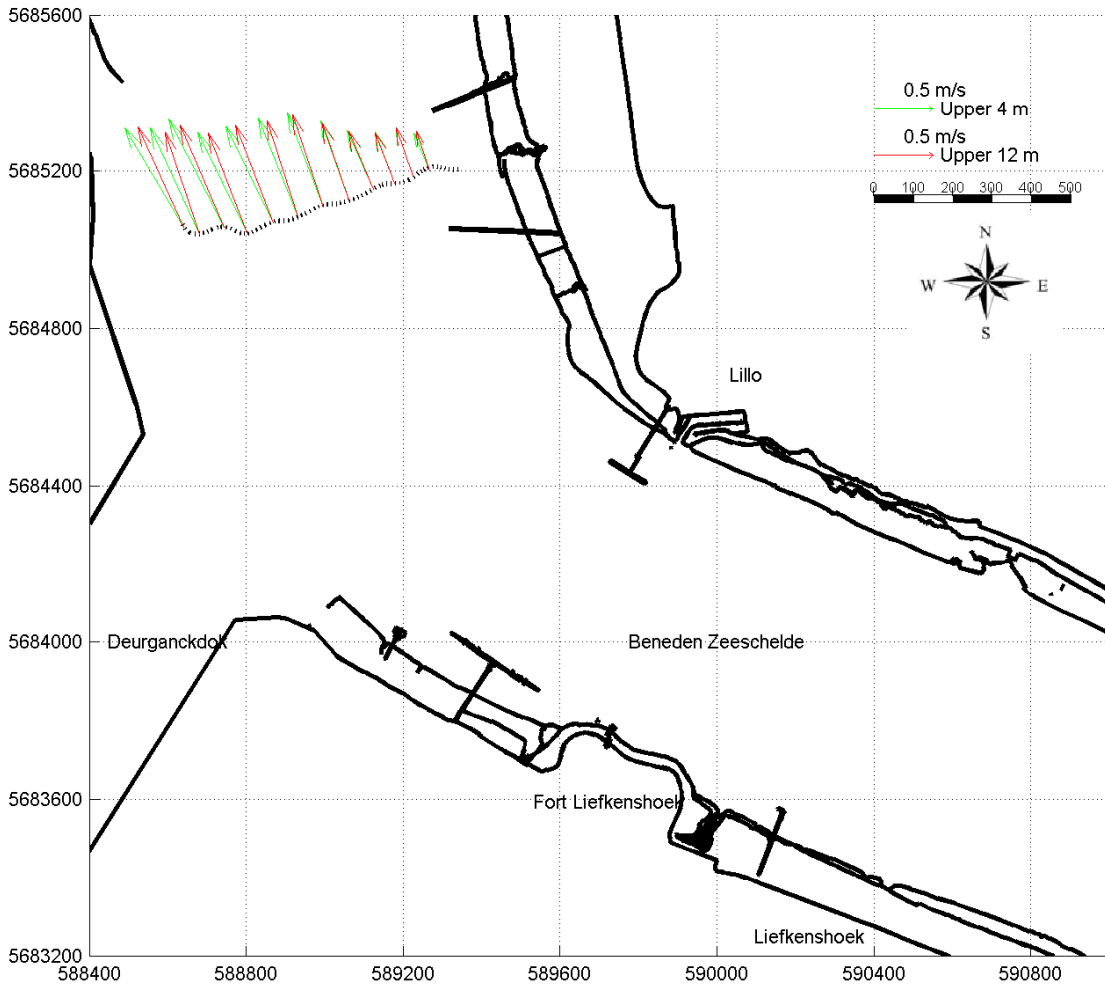 5685600
0.5 m/s
Upper 4 m
0.5 m/s
Upper 12 m
5685200
0 100 200 300 400 500
N
W E
S
5684800
Lillo
5684400
5684000
Deurganckdok
Beneden Zeeschelde
5683600
Fort Liefkenshoek
Liefkenshoek
5683200
588400 588800 589200 589600 590000 590400 590800